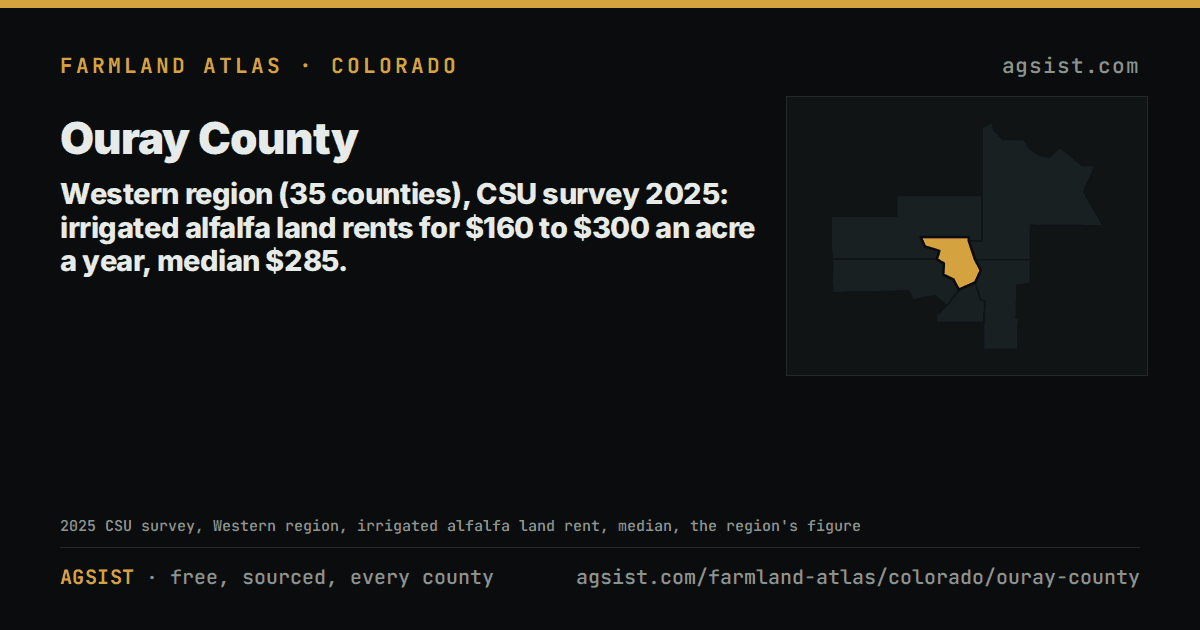 FARMLAND ATLAS · COLORADO
agsist.com
Ouray County
Western region (35 counties), CSU survey 2025:
irrigated alfalfa land rents for $160 to $300 an acre
a year, median $285.
2025 CSU survey, Western region, irrigated alfalfa land rent, median, the region's figure
AGSIST · free, sourced, every county
agsist.com/farmland-atlas/colorado/ouray-county